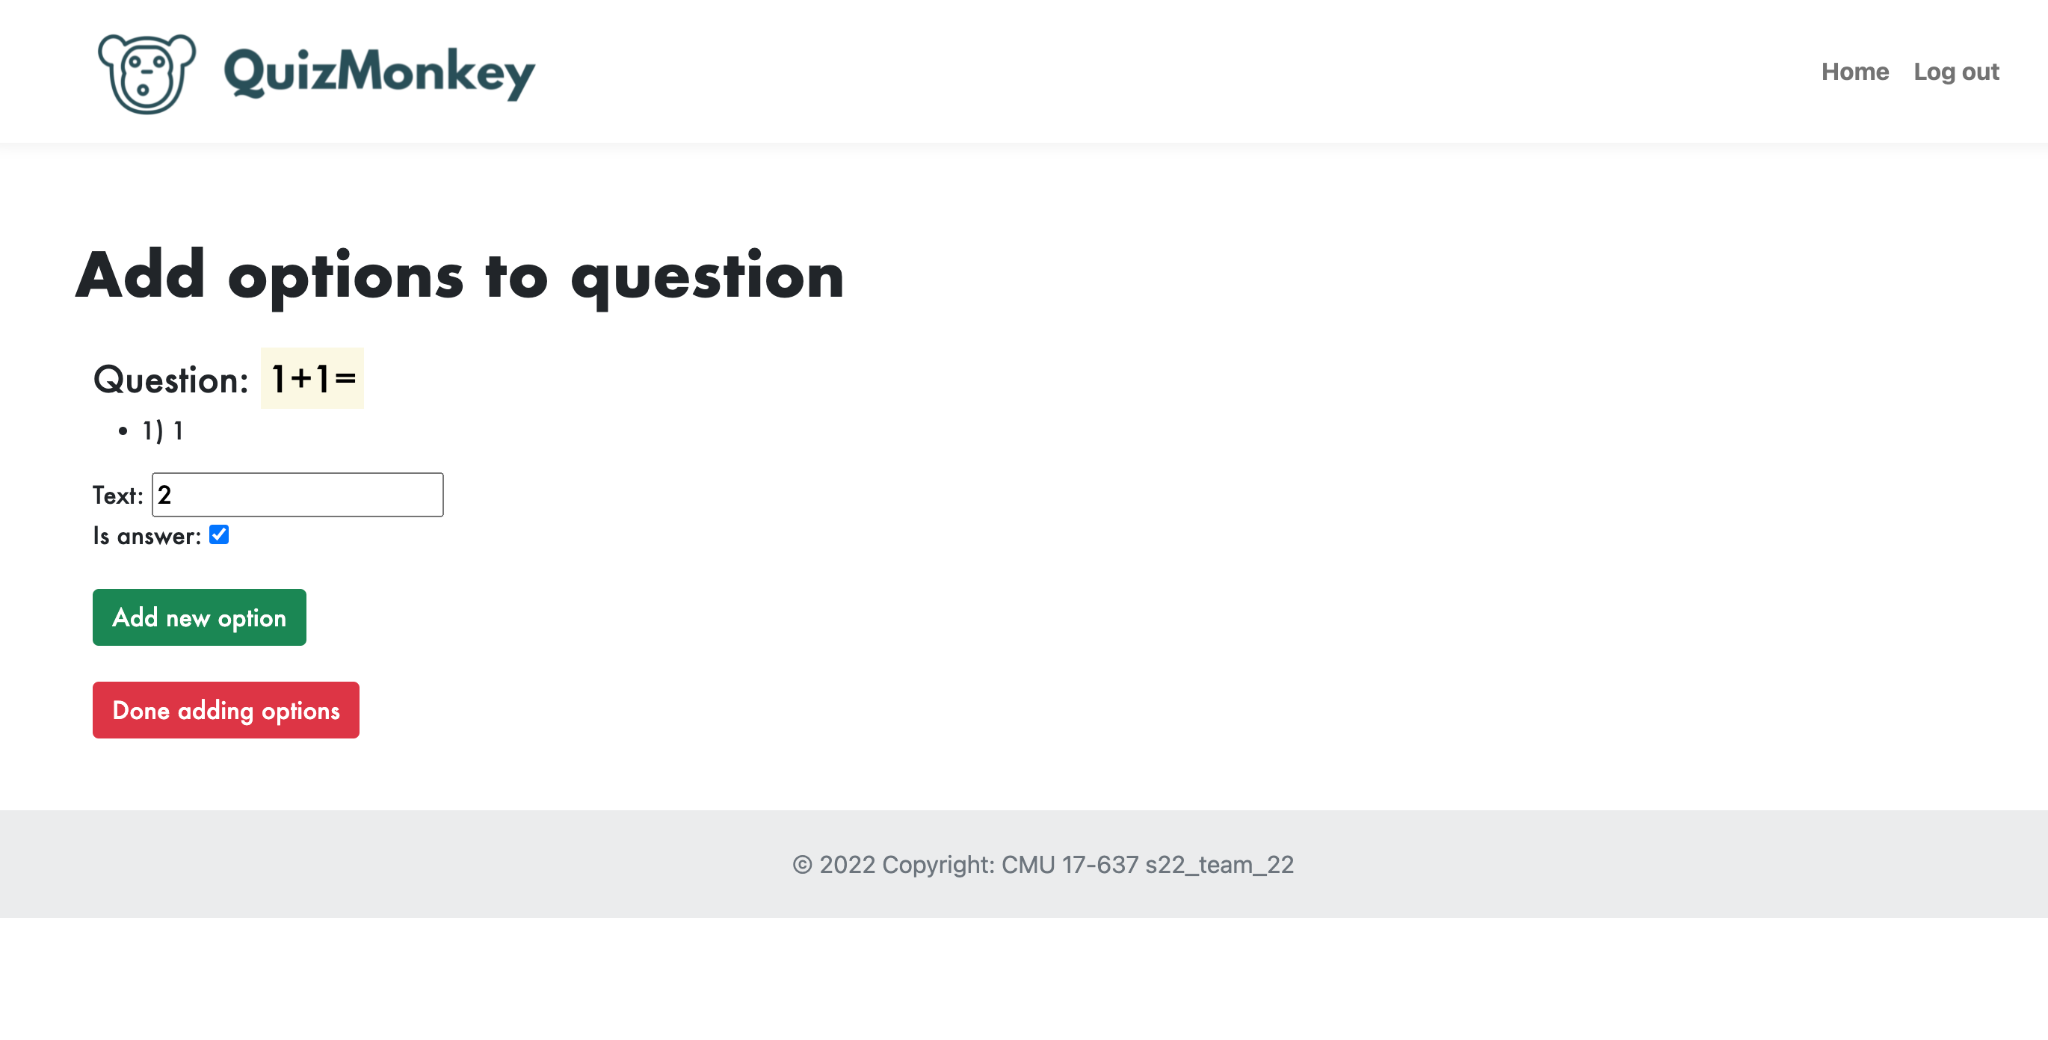 QuizMonkey
Home Log out
Add options to question
Question: 1+1=
• 1) 1
Text: 2
Is answer:
Add new option
Done adding options
© 2022 Copyright: CMU 17-637 s22_team_22